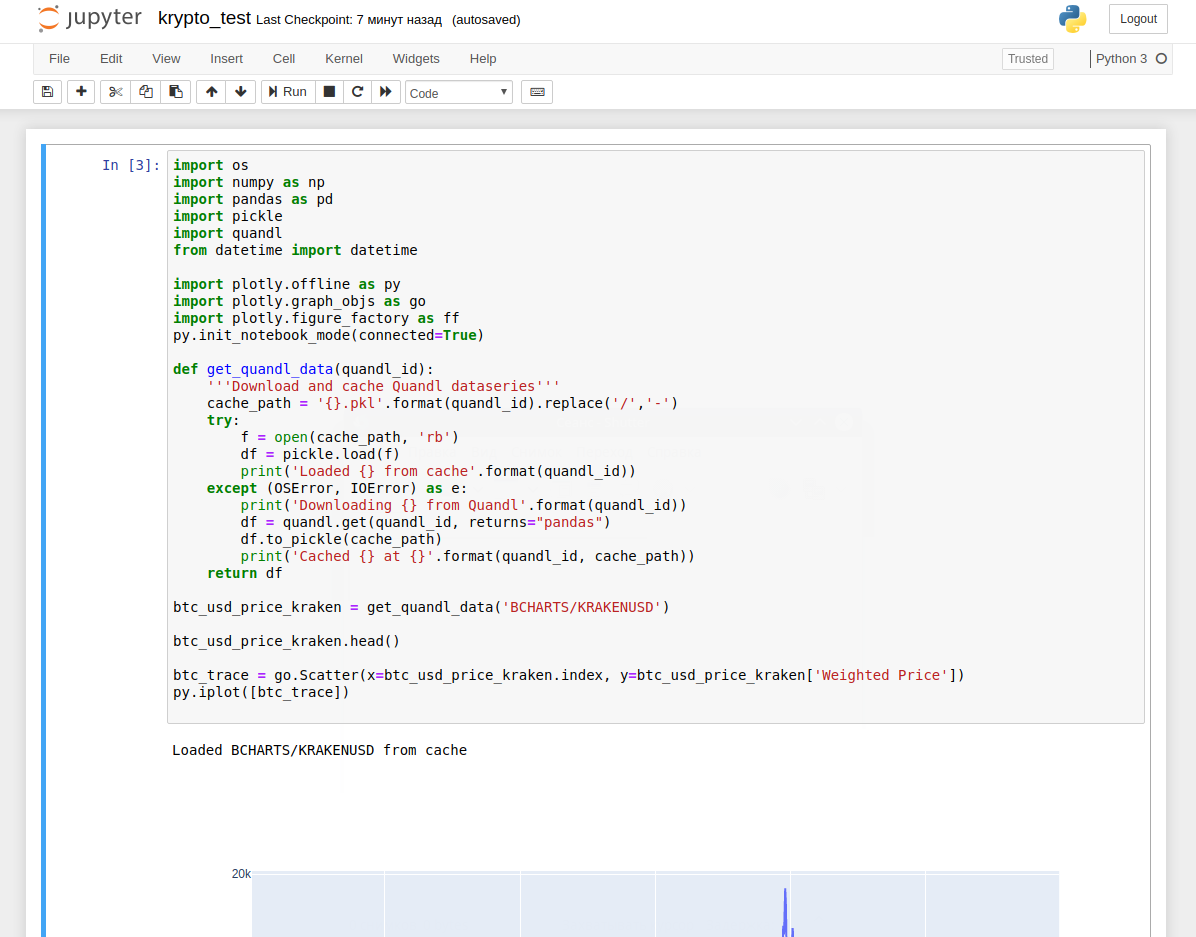 jupyter krypto_test Last Checkpoint: 7 минут назад (autosaved)
Logout
File Edit View Insert Cell Kernel Widgets Help
Trusted
Python 3
Run
Code
In [3]:
import os
import numpy as np
import pandas as pd
import pickle
import quandl
from datetime import datetime

import plotly.offline as py
import plotly.graph_objs as go
import plotly.figure_factory as ff
py.init_notebook_mode(connected=True)

def get_quandl_data(quandl_id):
    '''Download and cache Quandl dataseries'''
    cache_path = '{}.pkl'.format(quandl_id).replace('/','-')
    try:
        f = open(cache_path, 'rb')
        df = pickle.load(f)
        print('Loaded {} from cache'.format(quandl_id))
    except (OSError, IOError) as e:
        print('Downloading {} from Quandl'.format(quandl_id))
        df = quandl.get(quandl_id, returns="pandas")
        df.to_pickle(cache_path)
        print('Cached {} at {}'.format(quandl_id, cache_path))
    return df

btc_usd_price_kraken = get_quandl_data('BCHARTS/KRAKENUSD')

btc_usd_price_kraken.head()

btc_trace = go.Scatter(x=btc_usd_price_kraken.index, y=btc_usd_price_kraken['Weighted Price'])
py.iplot([btc_trace])
Loaded BCHARTS/KRAKENUSD from cache
20k